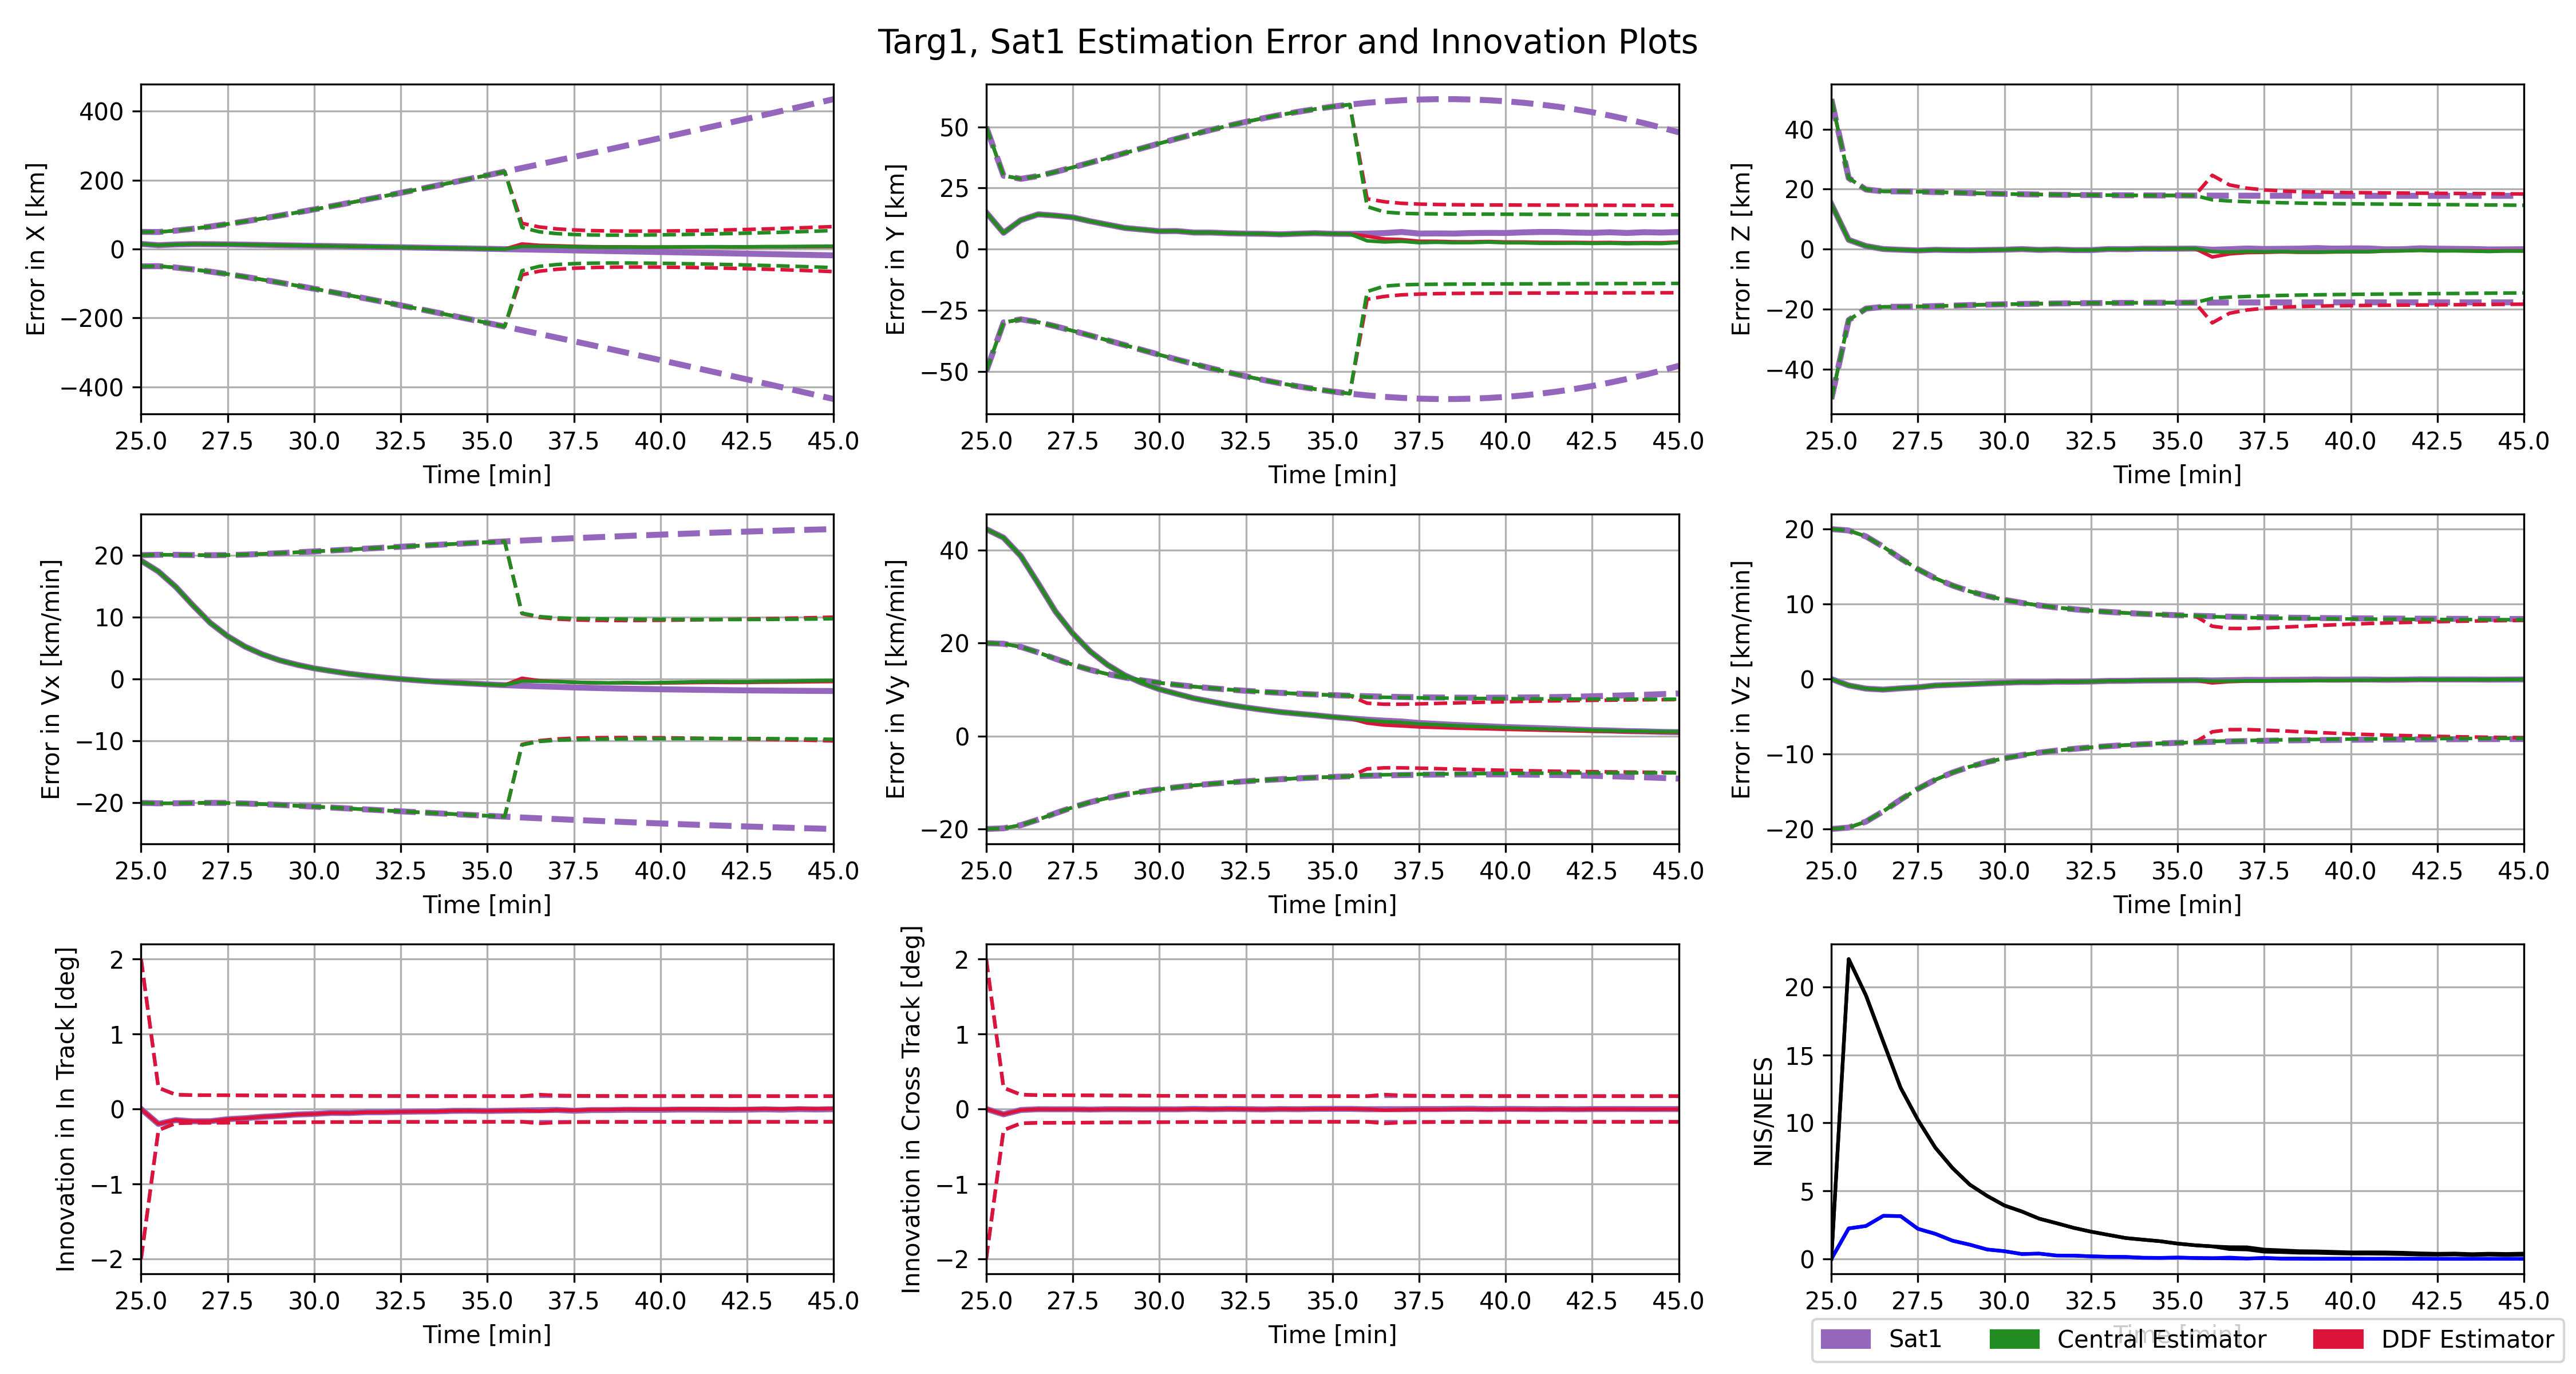 Targ1, Sat1 Estimation Error and Innovation Plots
Error in X [km]
400
200
0
−200
−400
25.0 27.5 30.0 32.5 35.0 37.5 40.0 42.5 45.0
Time [min]
Error in Y [km]
50
25
0
−25
−50
25.0 27.5 30.0 32.5 35.0 37.5 40.0 42.5 45.0
Time [min]
Error in Z [km]
40
20
0
−20
−40
25.0 27.5 30.0 32.5 35.0 37.5 40.0 42.5 45.0
Time [min]
Error in Vx [km/min]
20
10
0
−10
−20
25.0 27.5 30.0 32.5 35.0 37.5 40.0 42.5 45.0
Time [min]
Error in Vy [km/min]
40
20
0
−20
25.0 27.5 30.0 32.5 35.0 37.5 40.0 42.5 45.0
Time [min]
Error in Vz [km/min]
20
10
0
−10
−20
25.0 27.5 30.0 32.5 35.0 37.5 40.0 42.5 45.0
Time [min]
Innovation in In Track [deg]
2
1
0
−1
−2
25.0 27.5 30.0 32.5 35.0 37.5 40.0 42.5 45.0
Time [min]
Innovation in Cross Track [deg]
2
1
0
−1
−2
25.0 27.5 30.0 32.5 35.0 37.5 40.0 42.5 45.0
Time [min]
NIS/NEES
20
15
10
5
0
25.0 27.5 30.0 32.5 35.0 37.5 40.0 42.5 45.0
Time [min]
Sat1 Central Estimator DDF Estimator